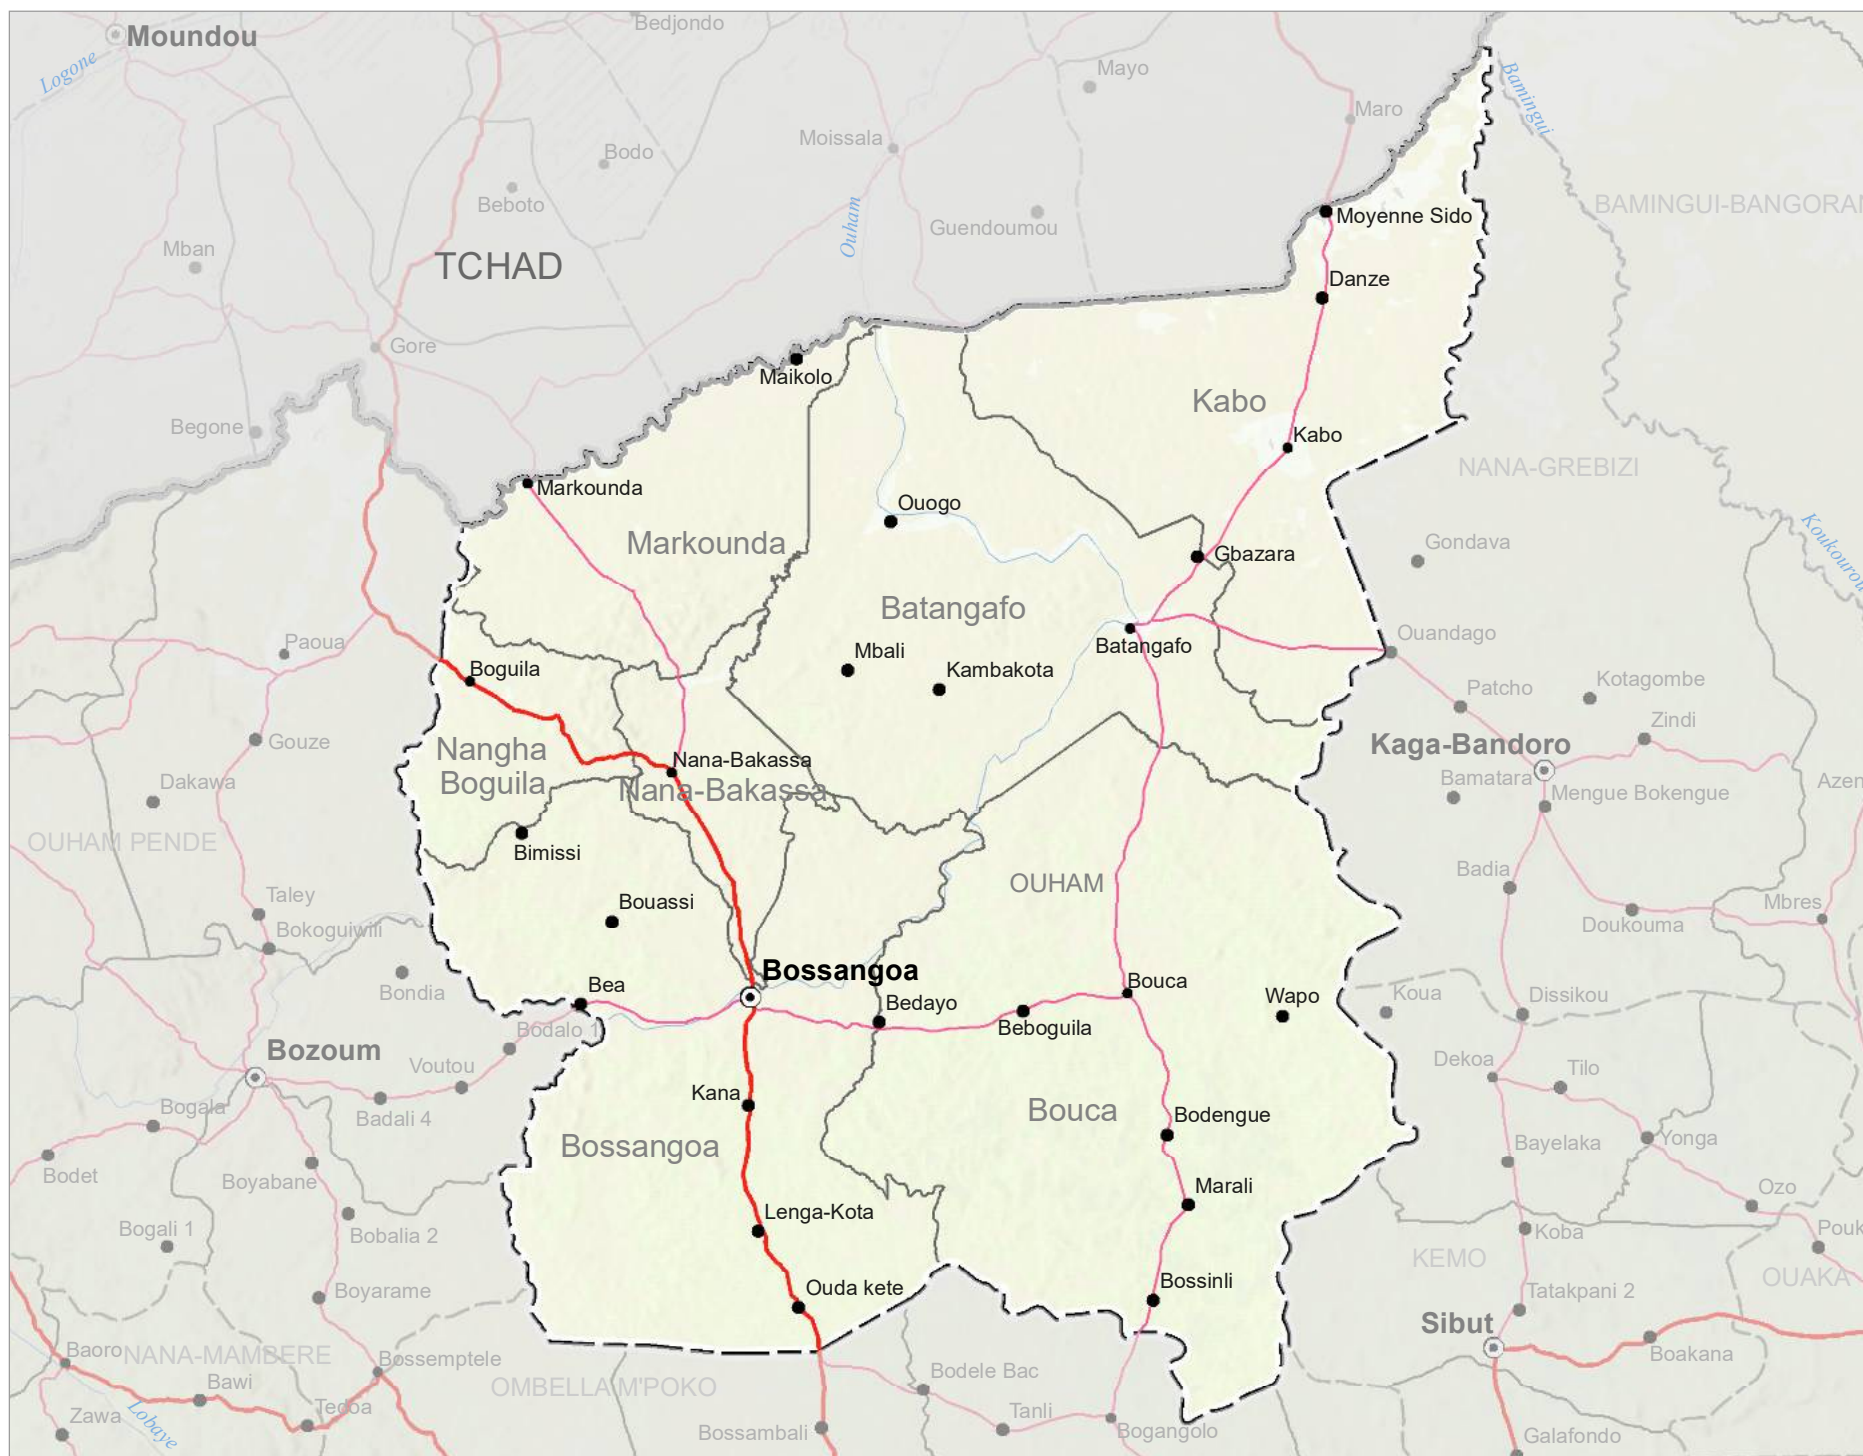 Bedjondo
Moundou
Logone
Mayo
Bamingui
Maro
Moissala
Bodo
Beboto
Ouham
Guendoumou
BAMINGUI-BANGORAN
Moyenne Sido
Mban
TCHAD
Danze
Gore
Maikolo
Kabo
Begone
Kabo
NANA-GREBIZI
Markounda
Ouogo
Koukourou
Markounda
Gondava
Gbazara
Batangafo
Paoua
Ouandago
Batangafo
Boguila
Mbali
Kambakota
Patcho
Kotagombe
Zindi
Gouze
Nangha
Boguila
Nana-Bakassa
Kaga-Bandoro
Dakawa
Nana-Bakassa
Bamatara
Mengue Bokengue
Azen
OUHAM PENDE
Bimissi
Badia
OUHAM
Taley
Bouassi
Mbres
Bokoguiwili
Doukouma
Bossangoa
Bea
Bedayo
Bouca
Wapo
Bondia
Koua
Dissikou
Bodalo 1
Beboguila
Bozoum
Voutou
Dekoa
Tilo
Kana
Bogala
Badali 4
Bouca
Bodengue
Bossangoa
Bayelaka
Yonga
Bodet
Boyabane
Marali
Ozo
Lenga-Kota
Bogali 1
Bobalia 2
Koba
Pouk
KEMO
OUAKA
Ouda kete
Bossinli
Boyarame
Tatakpani 2
Sibut
Baoro
NANA-MAMBERE
Bossemptele
Boakana
Bawi
OMBELLA M'POKO
Bodele Bac
Zawa
Lobaye
Tedoa
Tanli
Bossambali
Bogangolo
Galafondo